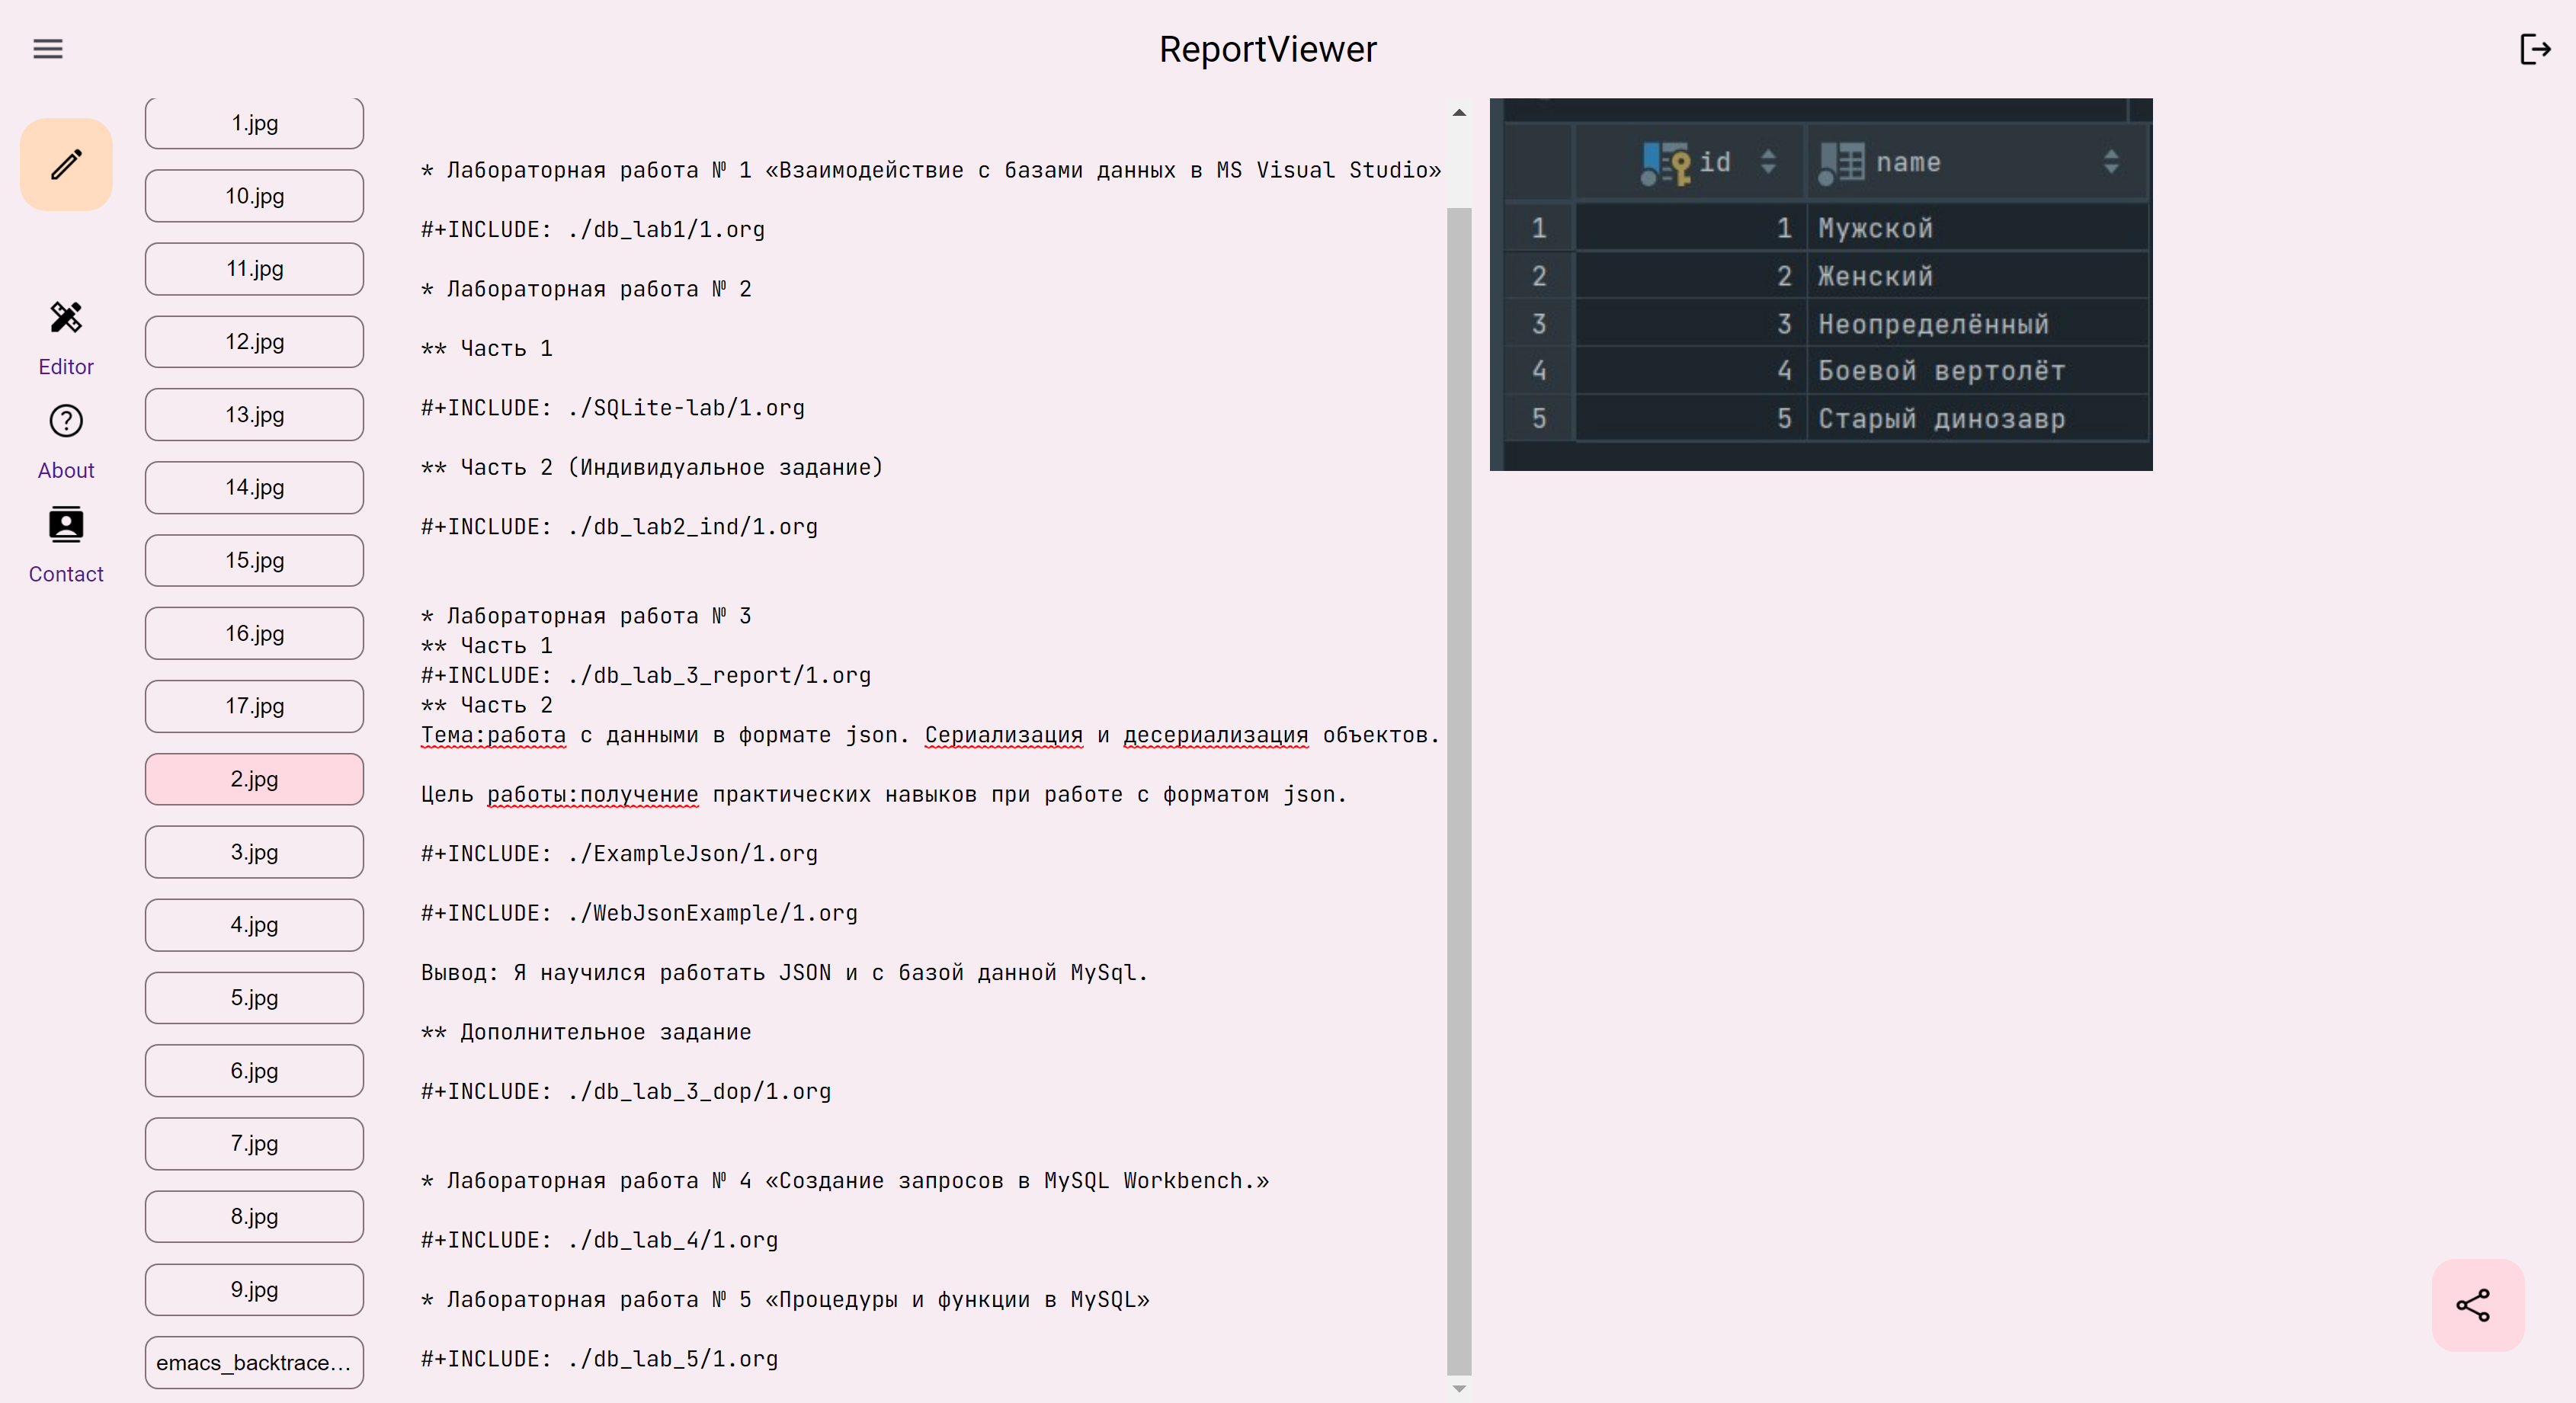 ReportViewer
Editor
About
Contact
1.jpg
10.jpg
11.jpg
12.jpg
13.jpg
14.jpg
15.jpg
16.jpg
17.jpg
2.jpg
3.jpg
4.jpg
5.jpg
6.jpg
7.jpg
8.jpg
9.jpg
emacs_backtrace...
* Лабораторная работа № 1 «Взаимодействие с базами данных в MS Visual Studio»
#+INCLUDE: ./db_lab1/1.org
* Лабораторная работа № 2
** Часть 1
#+INCLUDE: ./SQLite-lab/1.org
** Часть 2 (Индивидуальное задание)
#+INCLUDE: ./db_lab2_ind/1.org
* Лабораторная работа № 3
** Часть 1
#+INCLUDE: ./db_lab_3_report/1.org
** Часть 2
Тема:работа с данными в формате json. Сериализация и десериализация объектов.
Цель работы:получение практических навыков при работе с форматом json.
#+INCLUDE: ./ExampleJson/1.org
#+INCLUDE: ./WebJsonExample/1.org
Вывод: Я научился работать JSON и с базой данной MySql.
** Дополнительное задание
#+INCLUDE: ./db_lab_3_dop/1.org
* Лабораторная работа № 4 «Создание запросов в MySQL Workbench.»
#+INCLUDE: ./db_lab_4/1.org
* Лабораторная работа № 5 «Процедуры и функции в MySQL»
#+INCLUDE: ./db_lab_5/1.org
id name
1 1 Мужской
2 2 Женский
3 3 Неопределённый
4 4 Боевой вертолёт
5 5 Старый динозавр